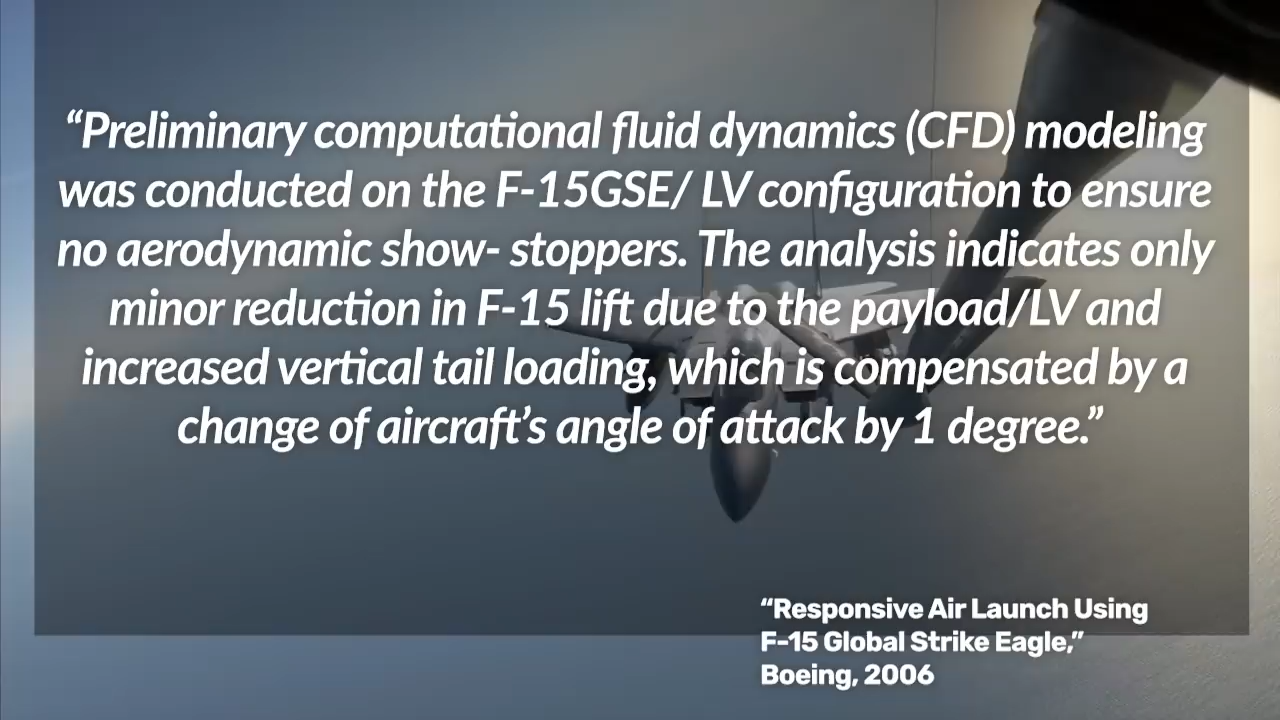 “Preliminary computational fluid dynamics (CFD) modeling
was conducted on the F-15GSE/ LV configuration to ensure
no aerodynamic show- stoppers. The analysis indicates only
minor reduction in F-15 lift due to the payload/LV and
increased vertical tail loading, which is compensated by a
change of aircraft’s angle of attack by 1 degree.”
“Responsive Air Launch Using
F-15 Global Strike Eagle,”
Boeing, 2006